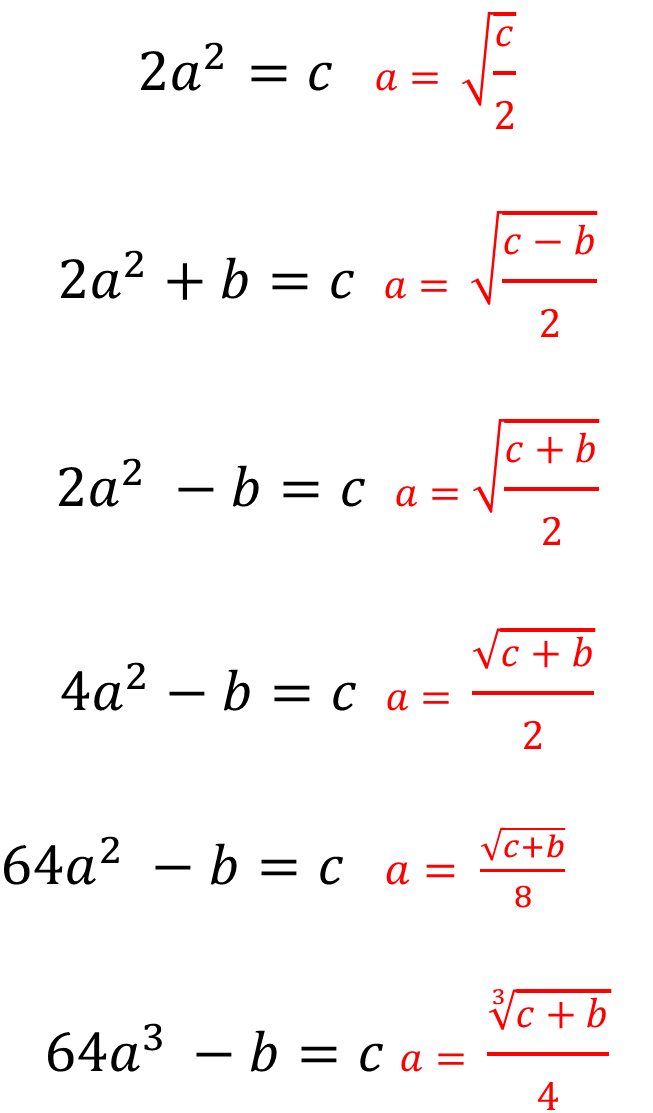 2a² = c a = √(c/2)
2a² + b = c a = √((c − b)/2)
2a² − b = c a = √((c + b)/2)
4a² − b = c a = √(c + b)/2
64a² − b = c a = √(c+b)/8
64a³ − b = c a = ∛(c + b)/4